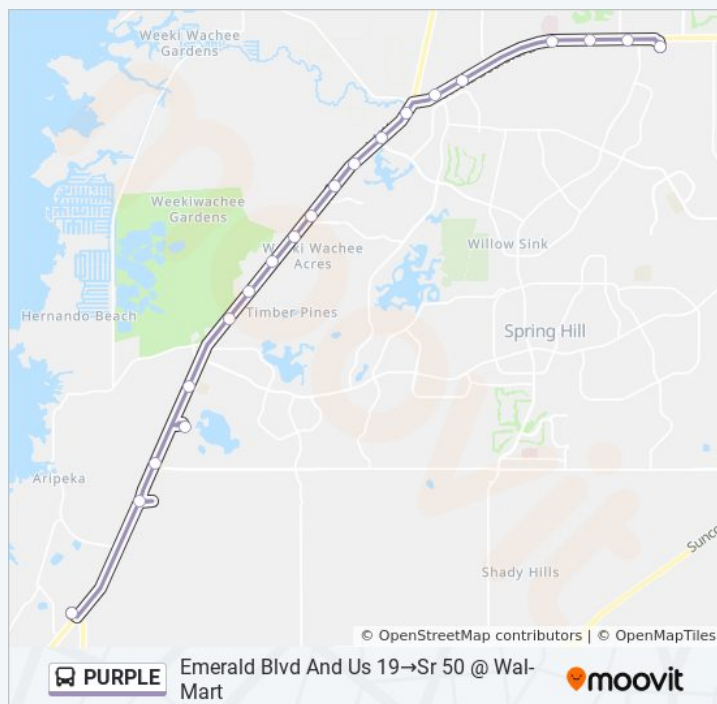 Weeki Wachee
Gardens
Weekiwachee
Gardens
Weeki Wachee
Acres
Willow Sink
Hernando Beach
Timber Pines
Spring Hill
Aripeka
Shady Hills
Sunco
© OpenStreetMap contributors | © OpenMapTiles
PURPLE
Emerald Blvd And Us 19→Sr 50 @ Wal-
Mart
moovit
moovit